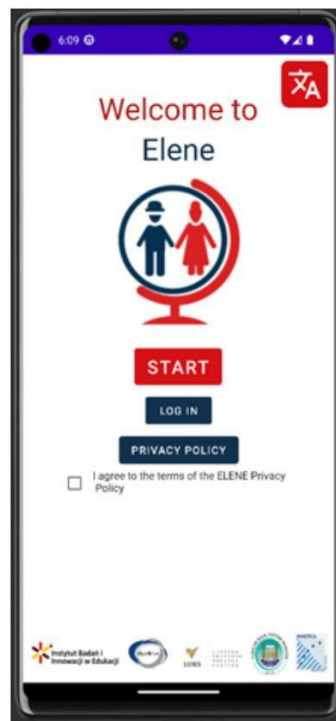 6:09
Welcome to
Elene
START
LOG IN
PRIVACY POLICY
I agree to the terms of the ELENE Privacy
Policy
Instytut Badań i
Innowacji w Edukacji